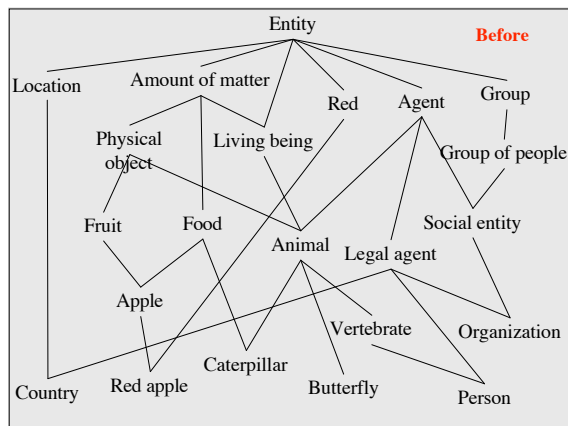 Entity
Before
Location
Amount of matter
Red
Agent
Group
Physical
object
Living being
Group of people
Fruit
Food
Animal
Legal agent
Social entity
Apple
Vertebrate
Organization
Country
Red apple
Caterpillar
Butterfly
Person